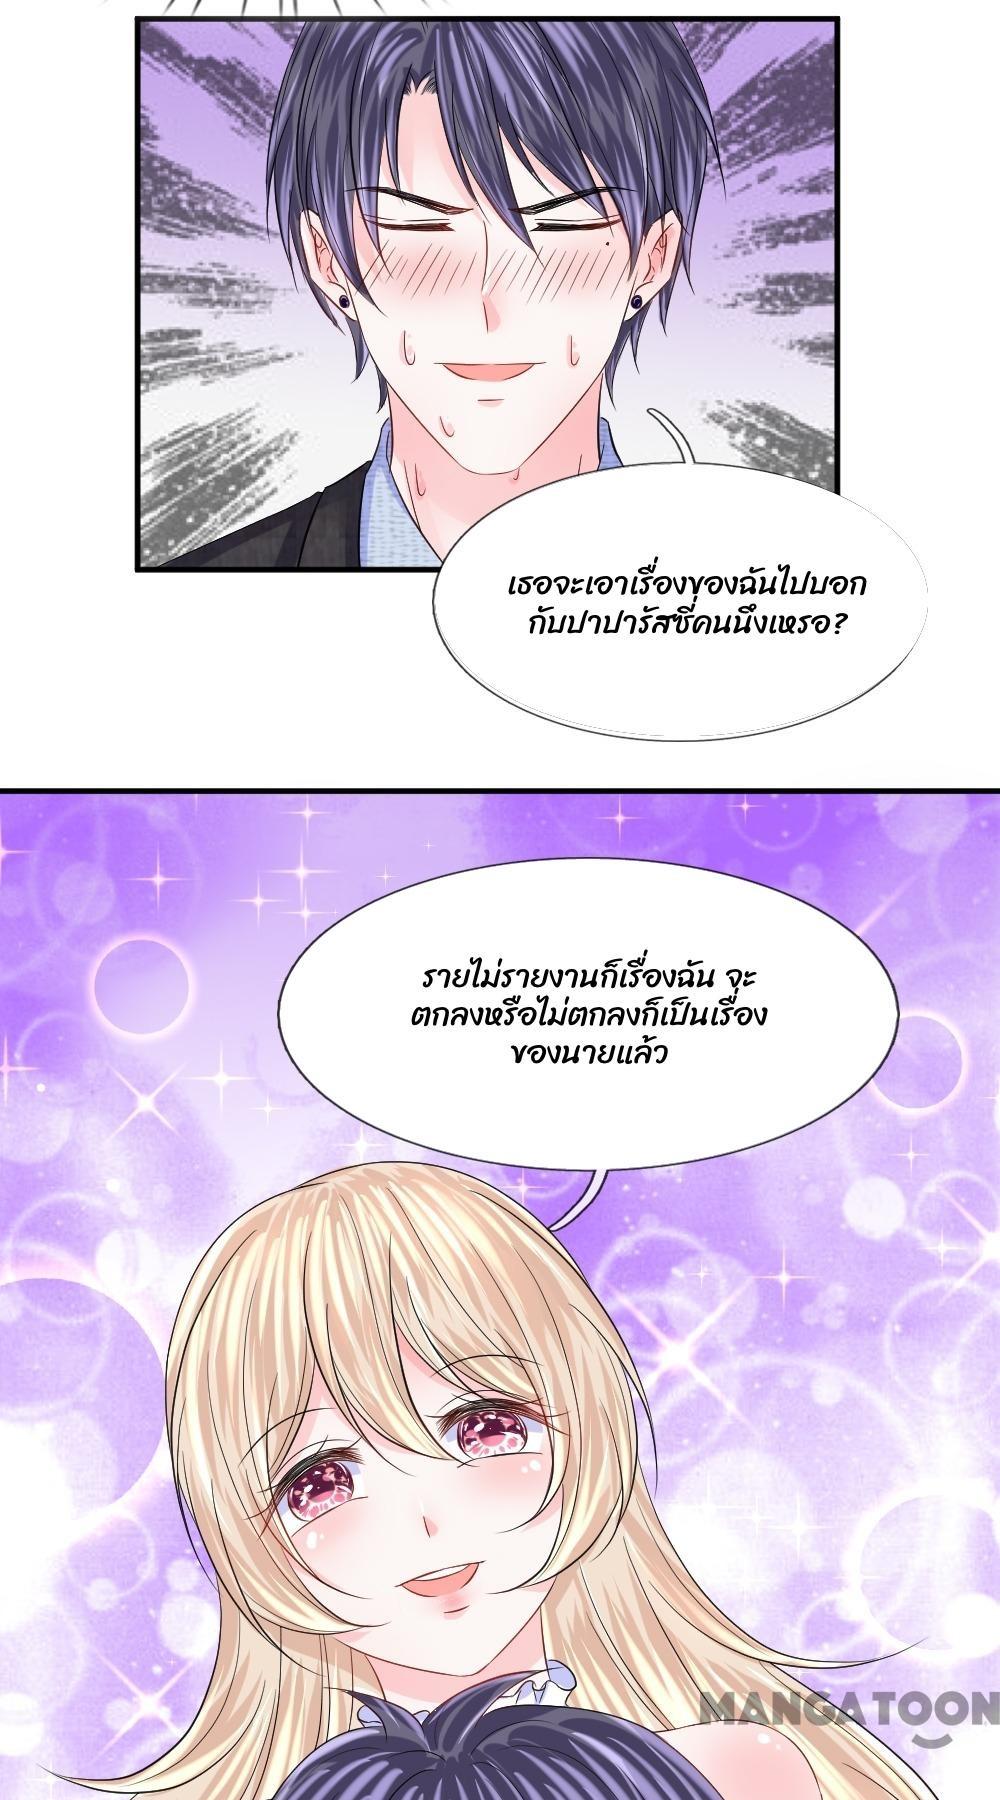 เธอจะเอาเรื่องของฉันไปบอก
กับปาปารัสซี่คนนึงเหรอ?
รายไม่รายงานก็เรื่องฉัน จะ
ตกลงหรือไม่ตกลงก็เป็นเรื่อง
ของนายแล้ว
MANGATOON